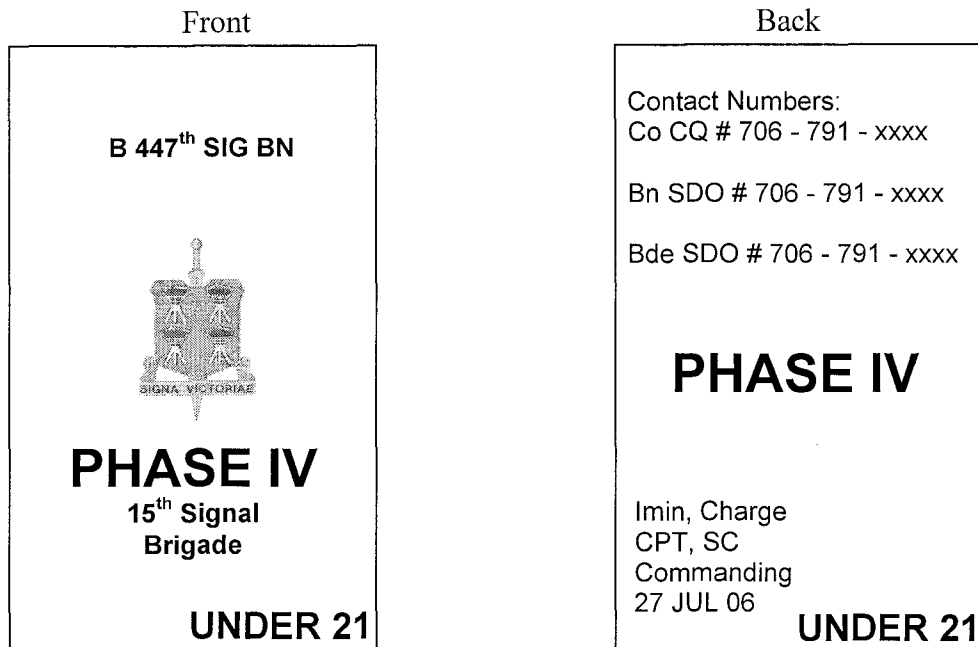 Front
B 447th SIG BN
SIGNA VICTORIAE
PHASE IV
15th Signal
Brigade
UNDER 21
Back
Contact Numbers:
Co CQ # 706 - 791 - xxxx
Bn SDO # 706 - 791 - xxxx
Bde SDO # 706 - 791 - xxxx
PHASE IV
Imin, Charge
CPT, SC
Commanding
27 JUL 06
UNDER 21